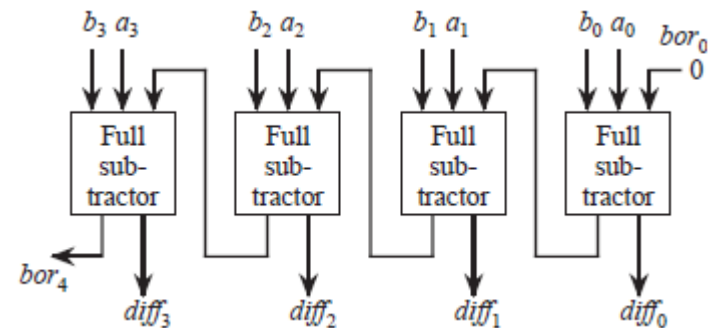 b₃ a₃ b₂ a₂ b₁ a₁ b₀ a₀ bor₀
0
Full Full Full Full
sub- sub- sub- sub-
tractor tractor tractor tractor
bor₄
diff₃ diff₂ diff₁ diff₀